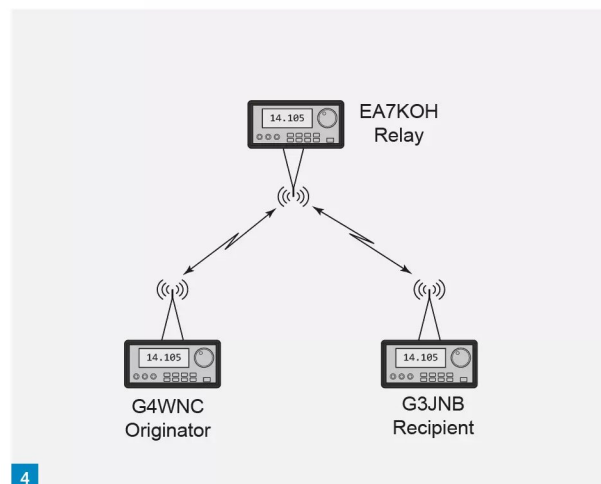 14.105
EA7KOH
Relay
14.105
14.105
G4WNC
Originator
G3JNB
Recipient
4